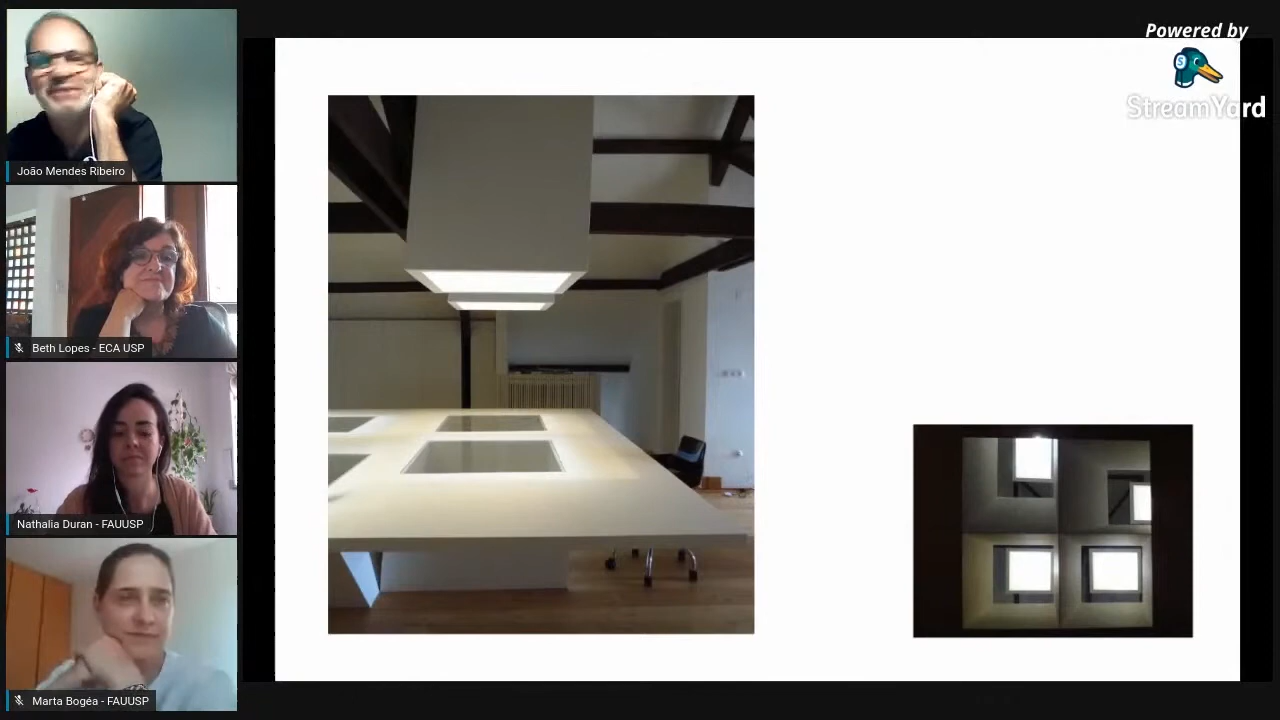 Powered by
S
StreamYard
João Mendes Ribeiro
Beth Lopes - ECA USP
Nathalia Duran - FAUUSP
Marta Bogéa - FAUUSP